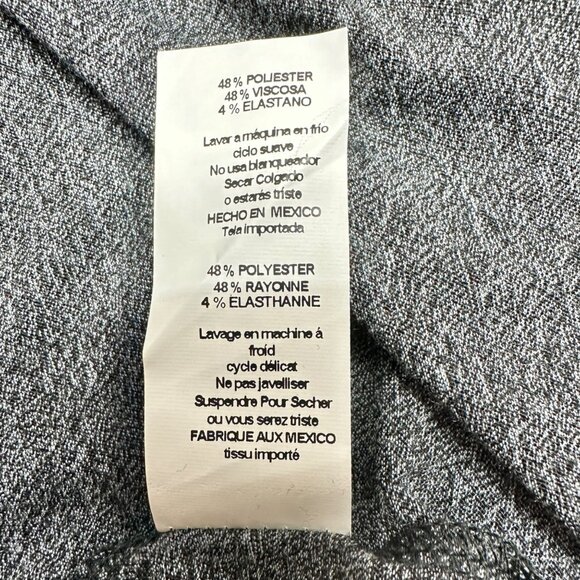 48% POLIESTER
48% VISCOSA
4% ELASTANO
Lavar a máquina en frío
ciclo suave
No usa blanqueador
Secar Colgado
o estarás triste
HECHO EN MEXICO
Tela importada
48% POLYESTER
48% RAYONNE
4% ELASTHANNE
Lavage en machine á
froid
cycle délicat
Ne pas javelliser
Suspendre Pour Secher
ou vous serez triste
FABRIQUE AUX MEXICO
tissu importé